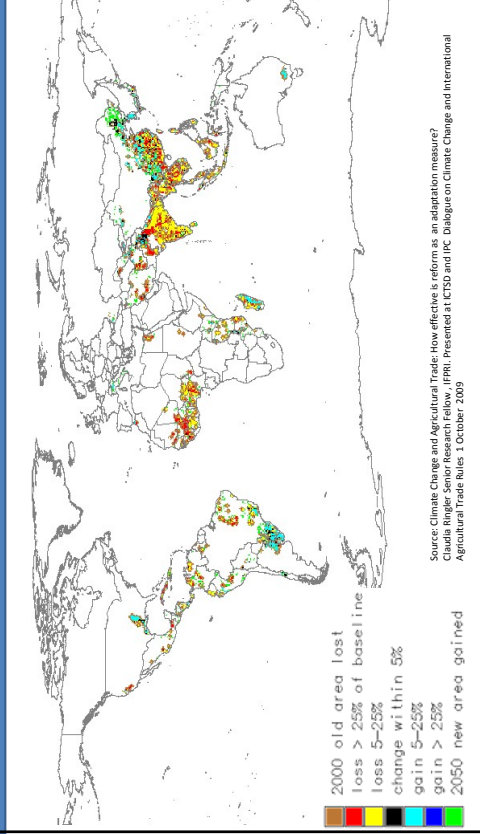 2000 old area lost
loss > 25% of baseline
loss 5–25%
change within 5%
gain 5–25%
gain > 25%
2050 new area gained
Source: Climate Change and Agricultural Trade: How effective is reform as an adaptation measure?
Claudia Ringler Senior Research Fellow, IFPRI. Presented at ICTSD and IPC Dialogue on Climate Change and International
Agricultural Trade Rules 1 October 2009